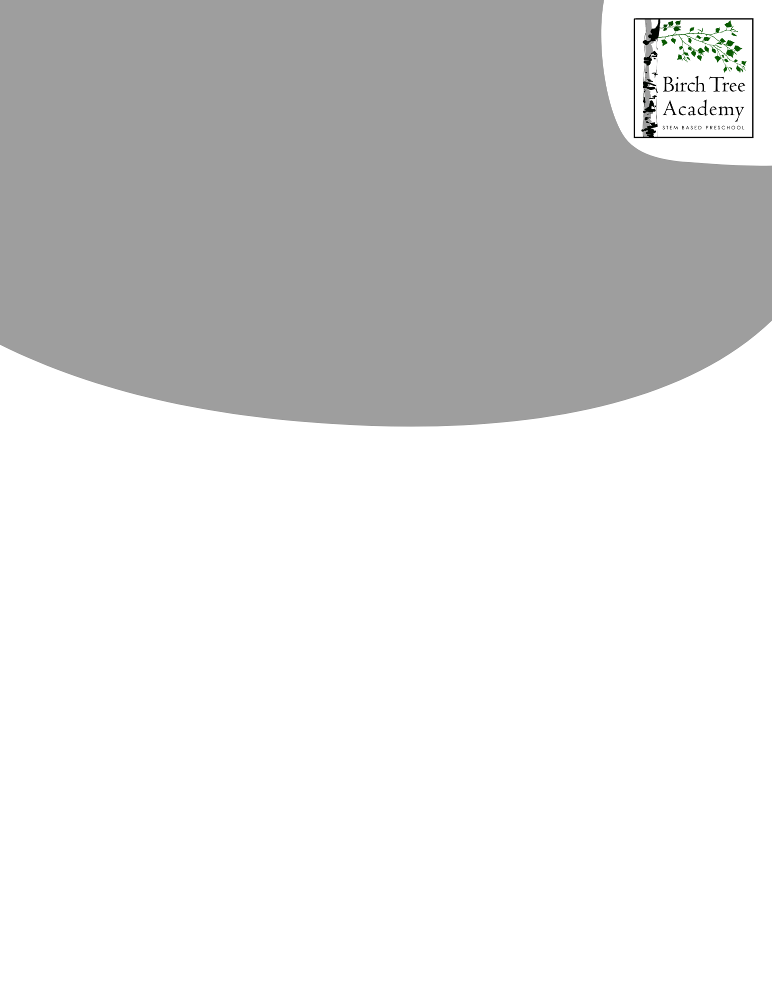 Birch Tree
Academy
STEM BASED PRESCHOOL